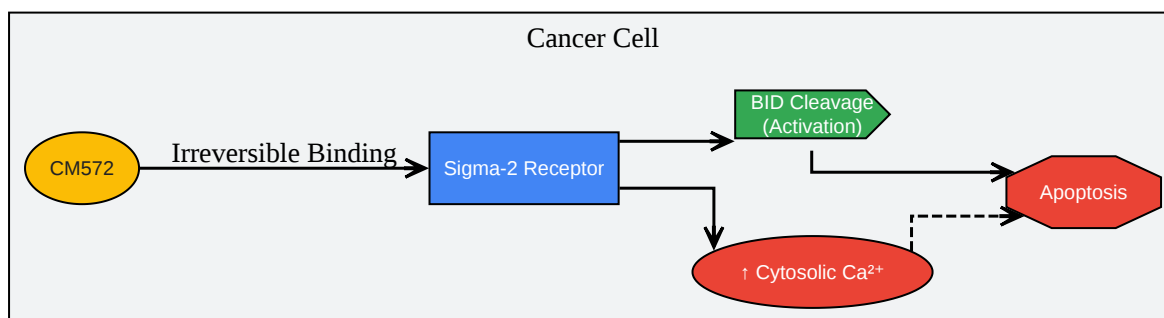 Cancer Cell
CM572
Irreversible Binding
Sigma-2 Receptor
BID Cleavage
(Activation)
↑ Cytosolic Ca²⁺
Apoptosis